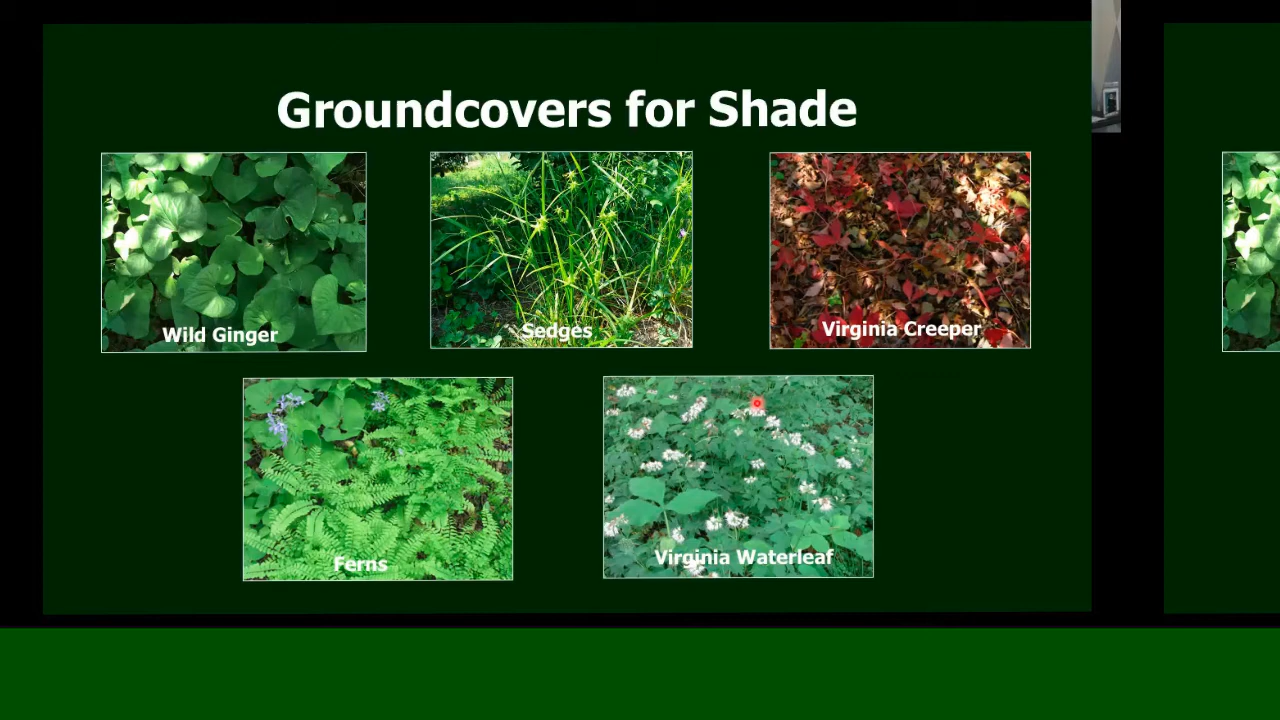 Groundcovers for Shade
Wild Ginger
Sedges
Virginia Creeper
Ferns
Virginia Waterleaf